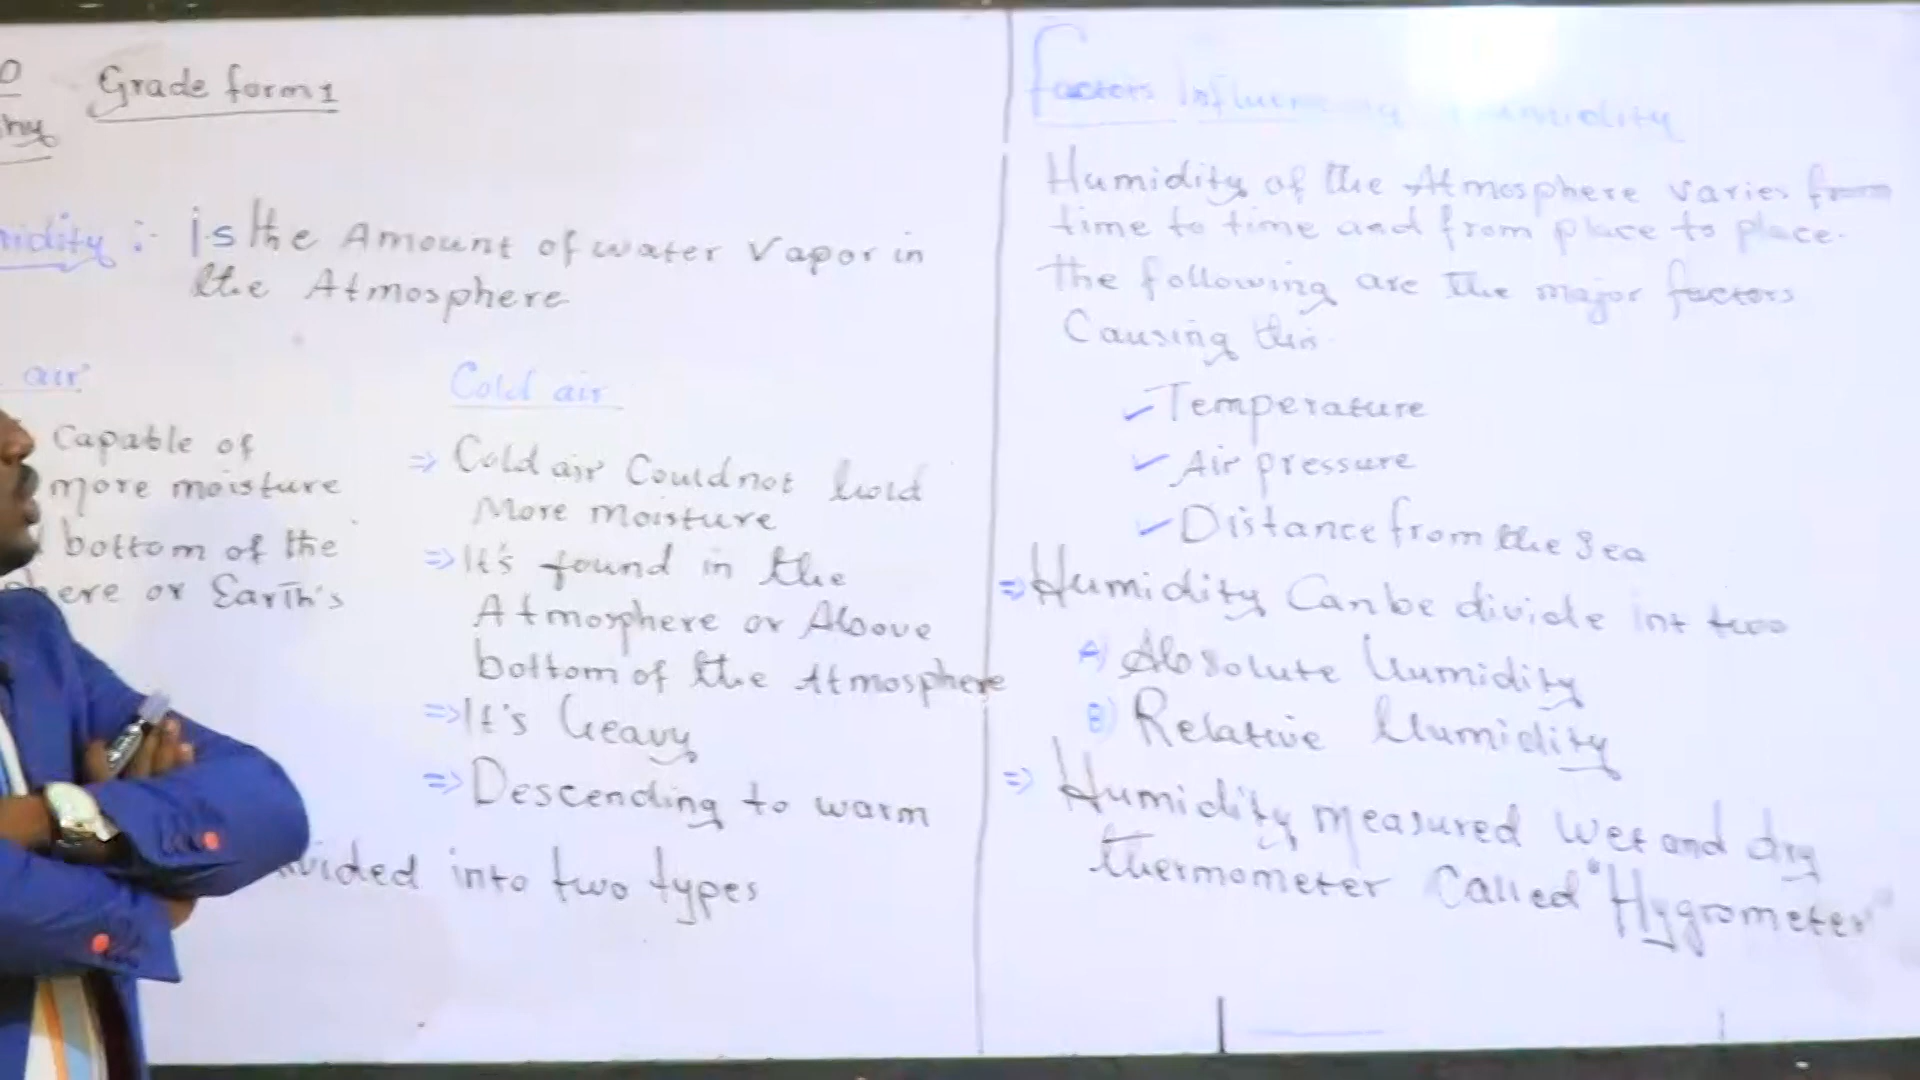 Grade form 1
is the Amount of water Vapor in
the Atmosphere
air
Capable of
more moisture
bottom of the
or Earth's
Cold air
=> Cold air Could not hold
More moisture
=> It's found in the
Atmosphere or Above
bottom of the Atmosphere
=> It's heavy
=> Descending to warm
into two types
Factors Influencing Humidity
Humidity of the Atmosphere varies from
time to time and from place to place.
the following are the major factors
Causing this.
✓ Temperature
✓ Air pressure
✓ Distance from the sea
=> Humidity Can be divide int two
A) Absolute Humidity
B) Relative Humidity
=> Humidity measured wet and dry
thermometer Called "Hygrometer"